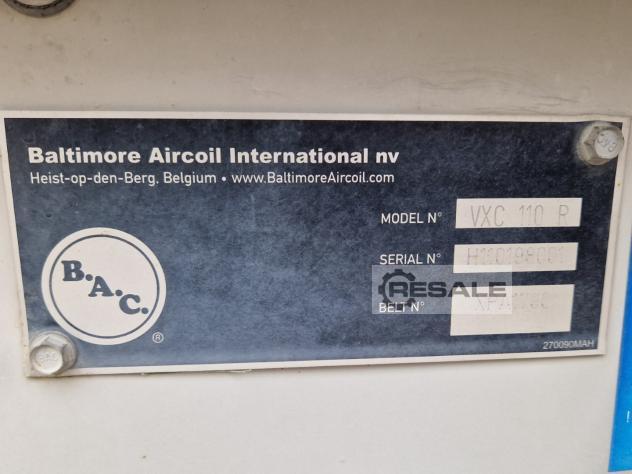 Baltimore Aircoil International nv
Heist-op-den-Berg, Belgium • www.BaltimoreAircoil.com
MODEL N° VXC 110 R
SERIAL N° H110198001
RESALE
BELT N°
B.A.C.
®
270090MAH